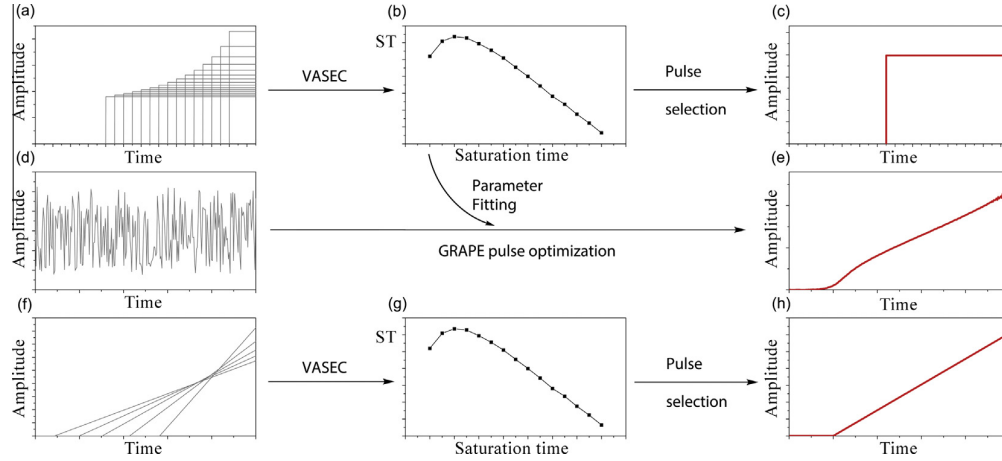 (a)
Amplitude
Time
VASEC
(b)
ST
Saturation time
Pulse
selection
(c)
Amplitude
Time
(d)
Amplitude
Time
Parameter
Fitting
GRAPE pulse optimization
(e)
Amplitude
Time
(f)
Amplitude
Time
VASEC
(g)
ST
Saturation time
Pulse
selection
(h)
Amplitude
Time